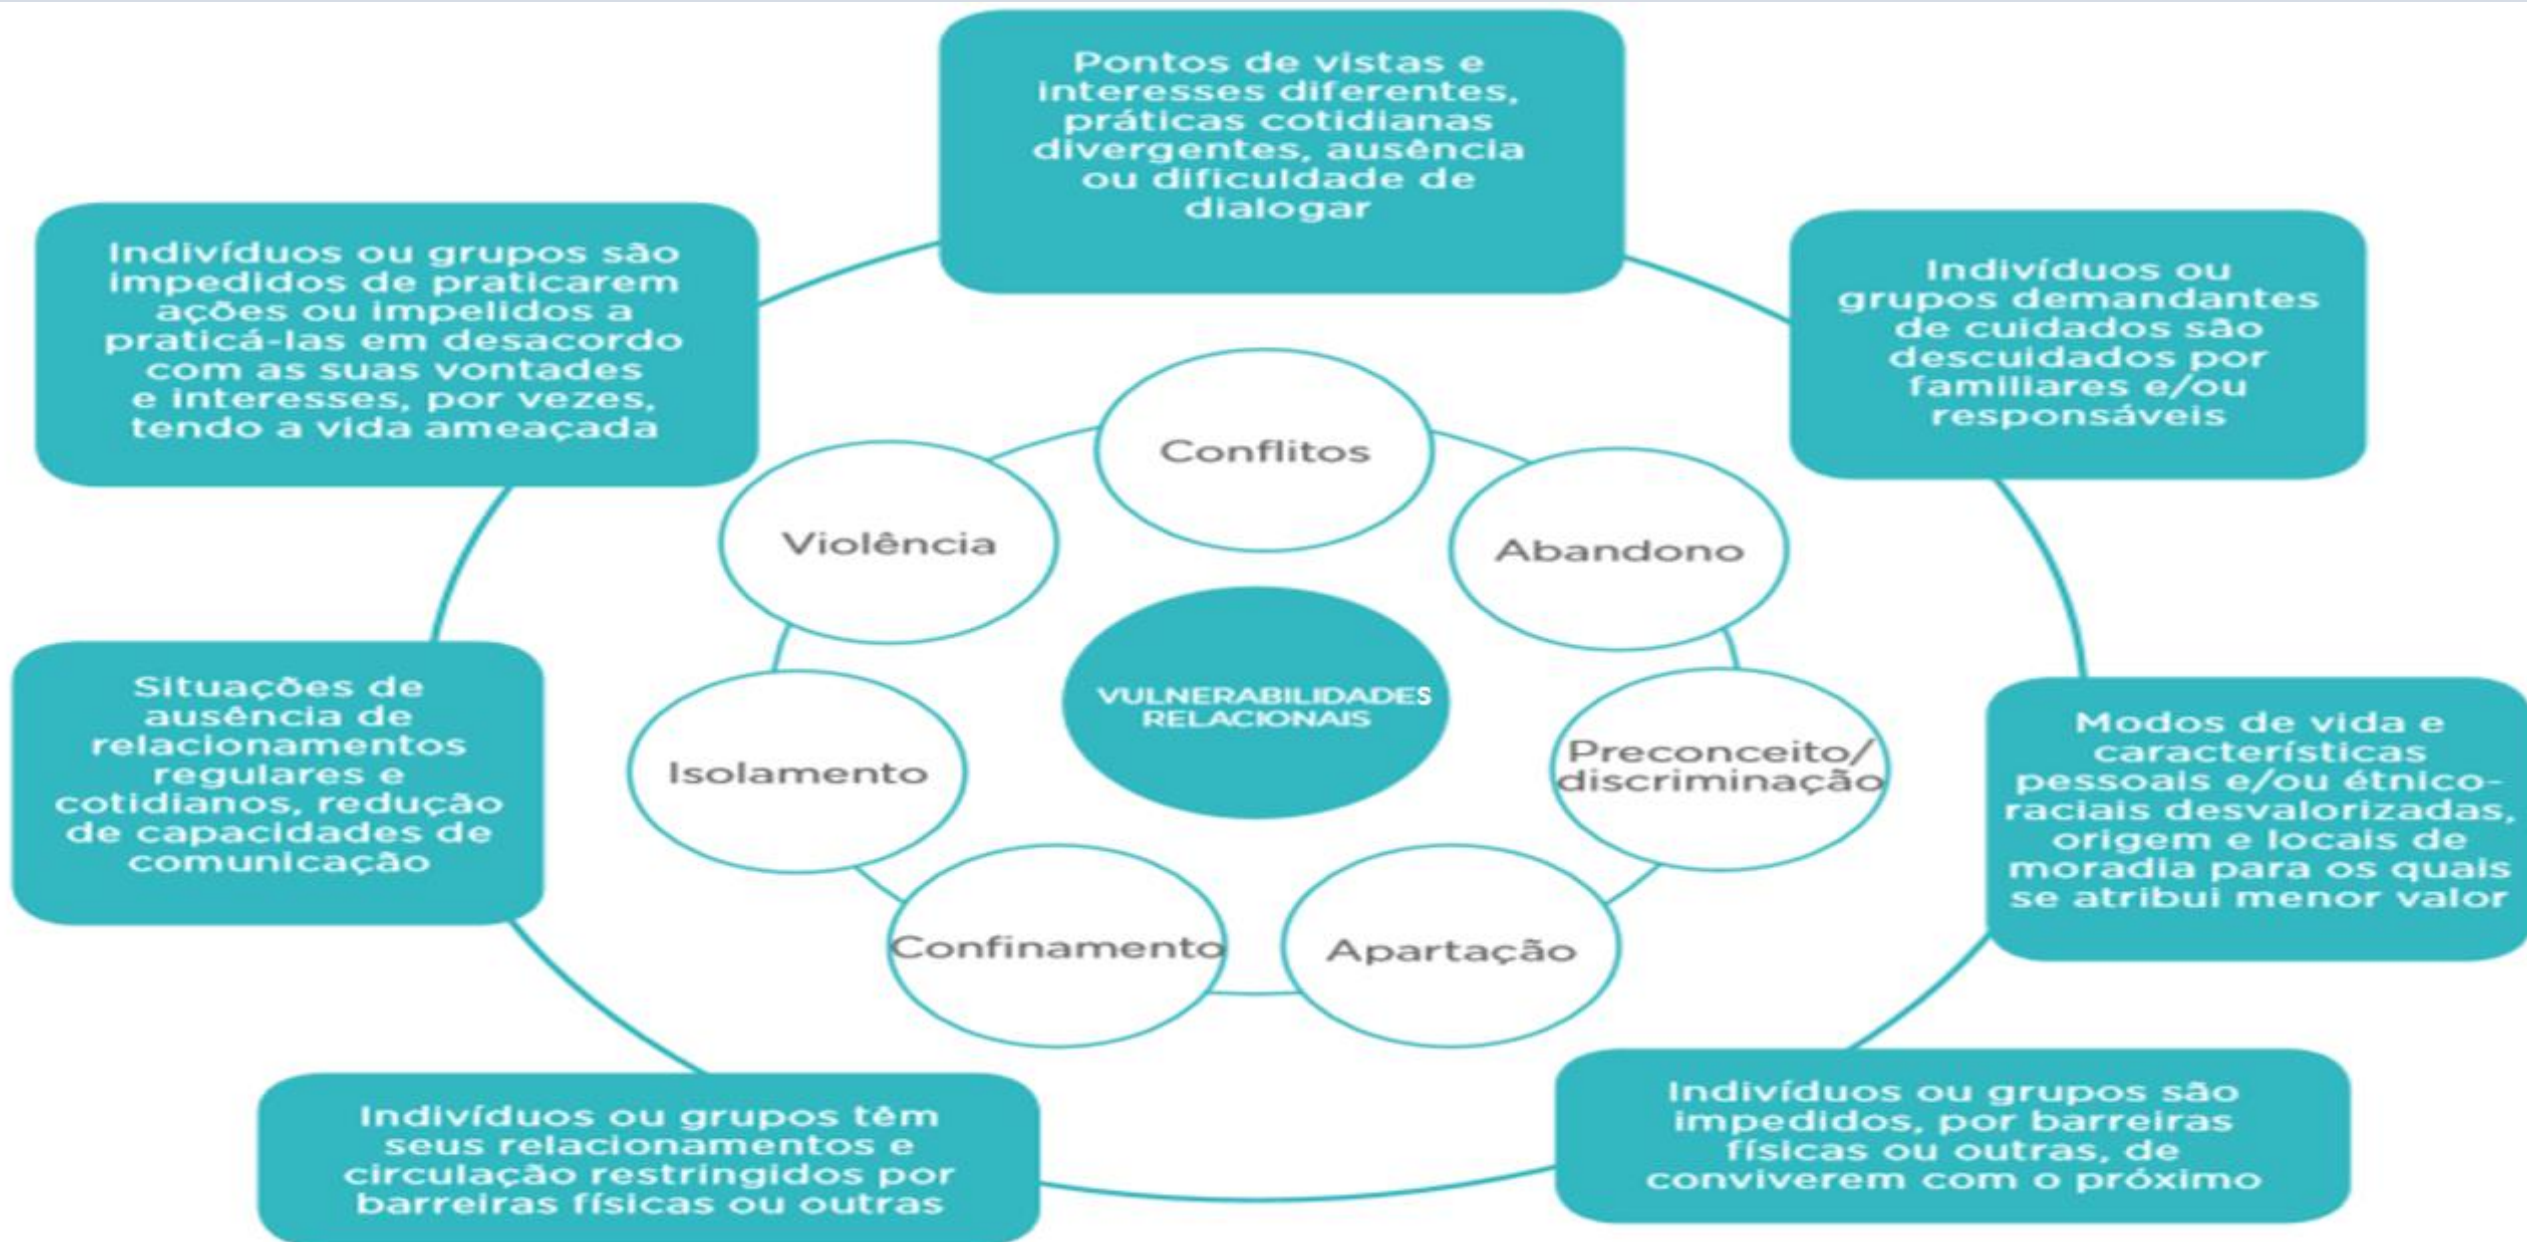 Pontos de vistas e
interesses diferentes,
práticas cotidianas
divergentes, ausência
ou dificuldade de
dialogar
Indivíduos ou grupos são
impedidos de praticarem
ações ou impelidos a
praticá-las em desacordo
com as suas vontades
e interesses, por vezes,
tendo a vida ameaçada
Indivíduos ou
grupos demandantes
de cuidados são
descuidados por
familiares e/ou
responsáveis
Conflitos
Violência
Abandono
VULNERABILIDADES
RELACIONAIS
Isolamento
Preconceito/
discriminação
Confinamento
Apartação
Situações de
ausência de
relacionamentos
regulares e
cotidianos, redução
de capacidades de
comunicação
Modos de vida e
características
pessoais e/ou étnico-
raciais desvalorizadas,
origem e locais de
moradia para os quais
se atribui menor valor
Indivíduos ou grupos têm
seus relacionamentos e
circulação restringidos por
barreiras físicas ou outras
Indivíduos ou grupos são
impedidos, por barreiras
físicas ou outras, de
conviverem com o próximo